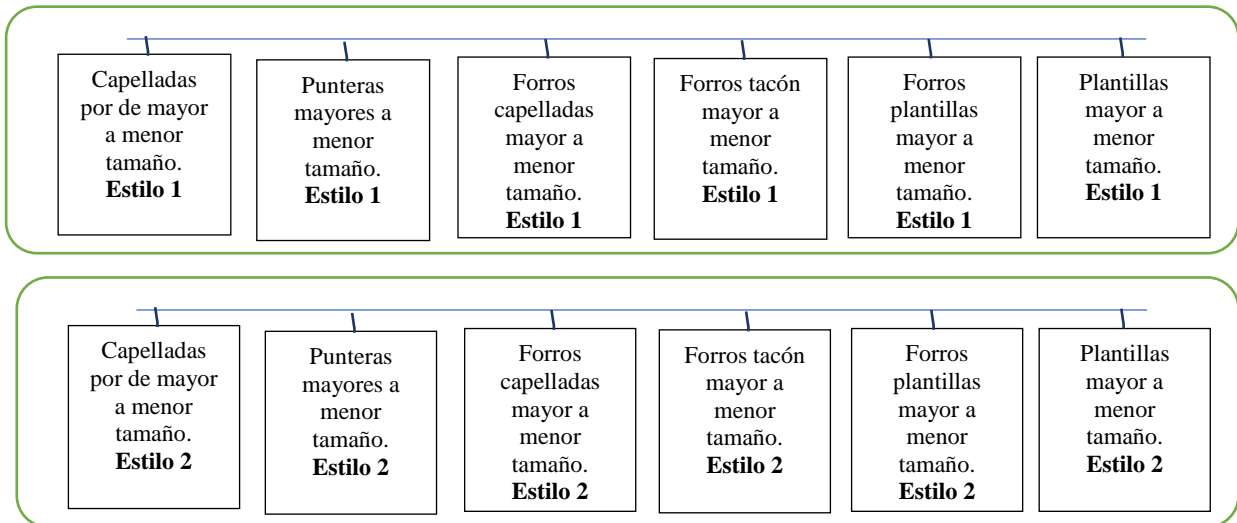 Capelladas
por de mayor
a menor
tamaño.
Estilo 1
Punteras
mayores a
menor
tamaño.
Estilo 1
Forros
capelladas
mayor a
menor
tamaño.
Estilo 1
Forros tacón
mayor a
menor
tamaño.
Estilo 1
Forros
plantillas
mayor a
menor
tamaño.
Estilo 1
Plantillas
mayor a
menor
tamaño.
Estilo 1
Capelladas
por de mayor
a menor
tamaño.
Estilo 2
Punteras
mayores a
menor
tamaño.
Estilo 2
Forros
capelladas
mayor a
menor
tamaño.
Estilo 2
Forros tacón
mayor a
menor
tamaño.
Estilo 2
Forros
plantillas
mayor a
menor
tamaño.
Estilo 2
Plantillas
mayor a
menor
tamaño.
Estilo 2